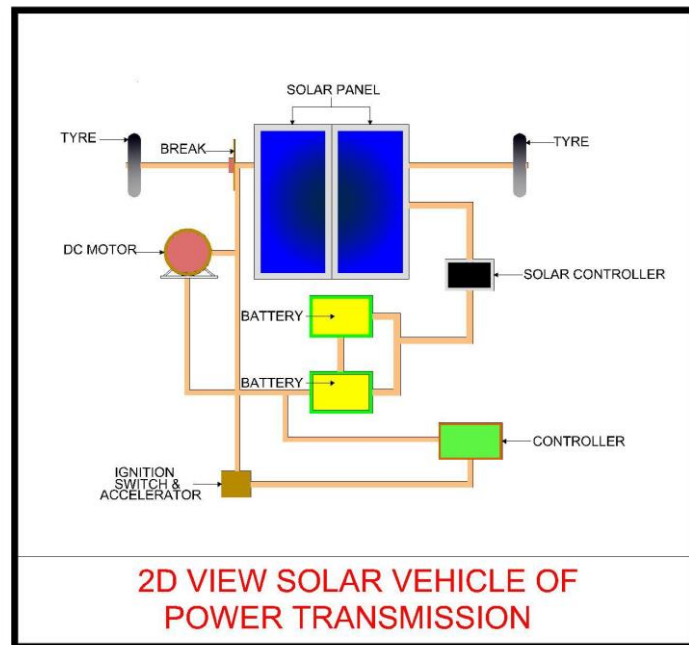 SOLAR PANEL
TYRE
BREAK
TYRE
DC MOTOR
SOLAR CONTROLLER
BATTERY
BATTERY
CONTROLLER
IGNITION
SWITCH &
ACCELERATOR
2D VIEW SOLAR VEHICLE OF
POWER TRANSMISSION